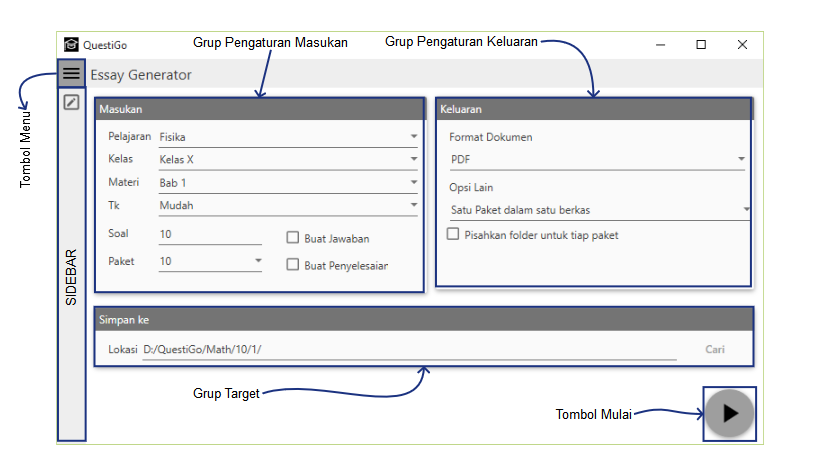 QuestiGo
Grup Pengaturan Masukan
Grup Pengaturan Keluaran
Essay Generator
Tombol Menu
SIDEBAR
Masukan
Pelajaran Fisika
Kelas Kelas X
Materi Bab 1
Tk Mudah
Soal 10
Buat Jawaban
Paket 10
Buat Penyelesaiar
Keluaran
Format Dokumen
PDF
Opsi Lain
Satu Paket dalam satu berkas
Pisahkan folder untuk tiap paket
Simpan ke
Lokasi D:/QuestiGo/Math/10/1/
Cari
Grup Target
Tombol Mulai